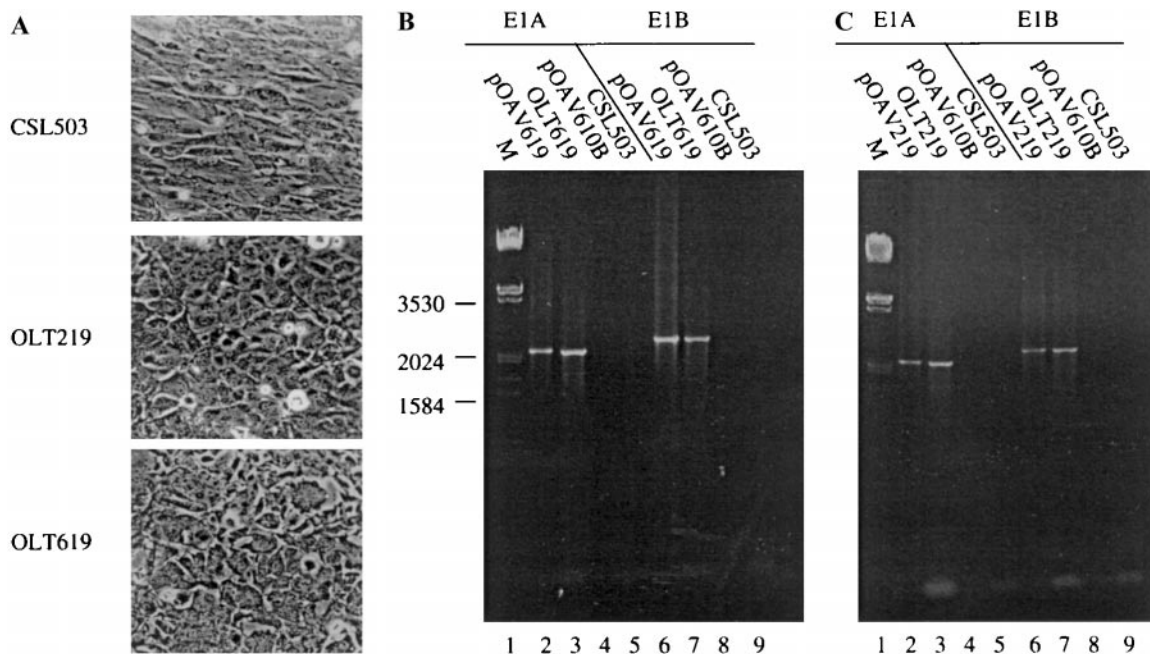 A
CSL503
OLT219
OLT619
B
E1A
E1B
M
pOAV619
OLT619
pOAV610B
CSL503
pOAV619
OLT619
pOAV610B
CSL503
3530
2024
1584
1 2 3 4 5 6 7 8 9
C
E1A
E1B
M
pOAV219
OLT219
pOAV610B
CSL503
pOAV219
OLT219
pOAV610B
CSL503
1 2 3 4 5 6 7 8 9